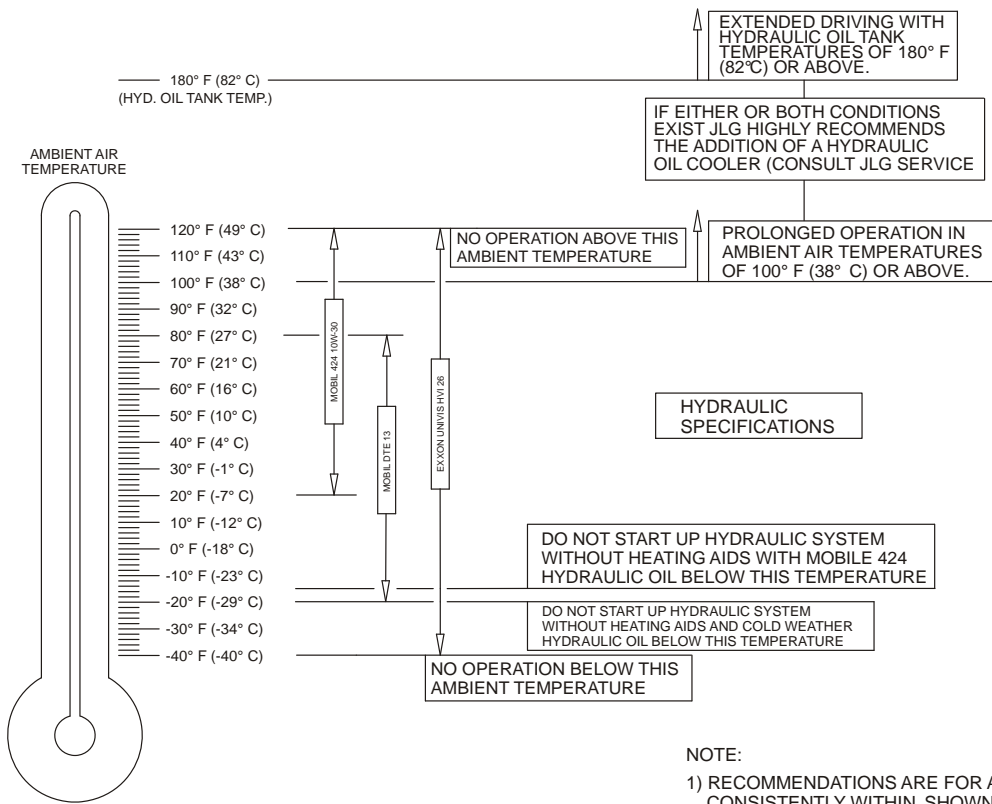 EXTENDED DRIVING WITH
HYDRAULIC OIL TANK
TEMPERATURES OF 180° F
(82°C) OR ABOVE.
180° F (82° C)
(HYD. OIL TANK TEMP.)
IF EITHER OR BOTH CONDITIONS
EXIST JLG HIGHLY RECOMMENDS
THE ADDITION OF A HYDRAULIC
OIL COOLER (CONSULT JLG SERVICE
AMBIENT AIR
TEMPERATURE
120° F (49° C)
110° F (43° C)
100° F (38° C)
90° F (32° C)
80° F (27° C)
70° F (21° C)
60° F (16° C)
50° F (10° C)
40° F (4° C)
30° F (-1° C)
20° F (-7° C)
10° F (-12° C)
0° F (-18° C)
-10° F (-23° C)
-20° F (-29° C)
-30° F (-34° C)
-40° F (-40° C)
NO OPERATION ABOVE THIS
AMBIENT TEMPERATURE
PROLONGED OPERATION IN
AMBIENT AIR TEMPERATURES
OF 100° F (38° C) OR ABOVE.
MOBIL 424 10W-30
MOBIL DTE 13
EXXON UNIVIS HVI 26
HYDRAULIC
SPECIFICATIONS
DO NOT START UP HYDRAULIC SYSTEM
WITHOUT HEATING AIDS WITH MOBILE 424
HYDRAULIC OIL BELOW THIS TEMPERATURE
DO NOT START UP HYDRAULIC SYSTEM
WITHOUT HEATING AIDS AND COLD WEATHER
HYDRAULIC OIL BELOW THIS TEMPERATURE
NO OPERATION BELOW THIS
AMBIENT TEMPERATURE
NOTE:
1) RECOMMENDATIONS ARE FOR A
CONSISTENTLY WITHIN SHOWN